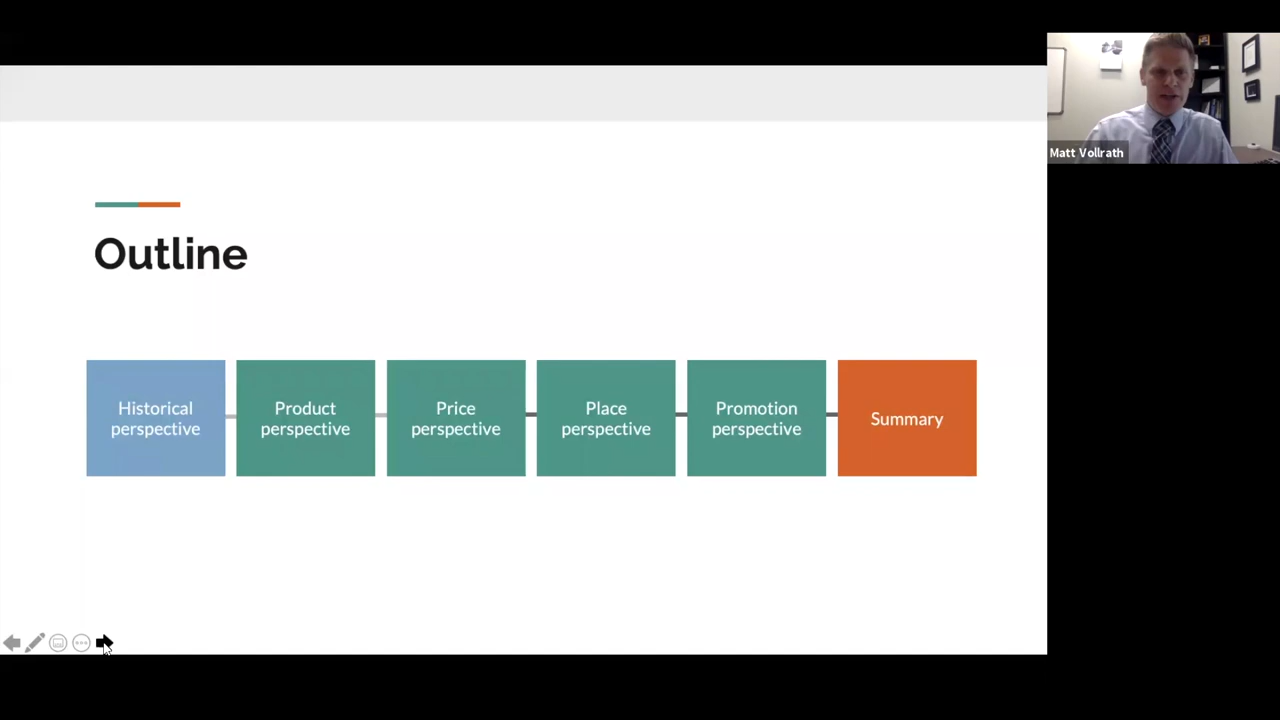 Outline
Historical
perspective
Product
perspective
Price
perspective
Place
perspective
Promotion
perspective
Summary
Matt Vollrath